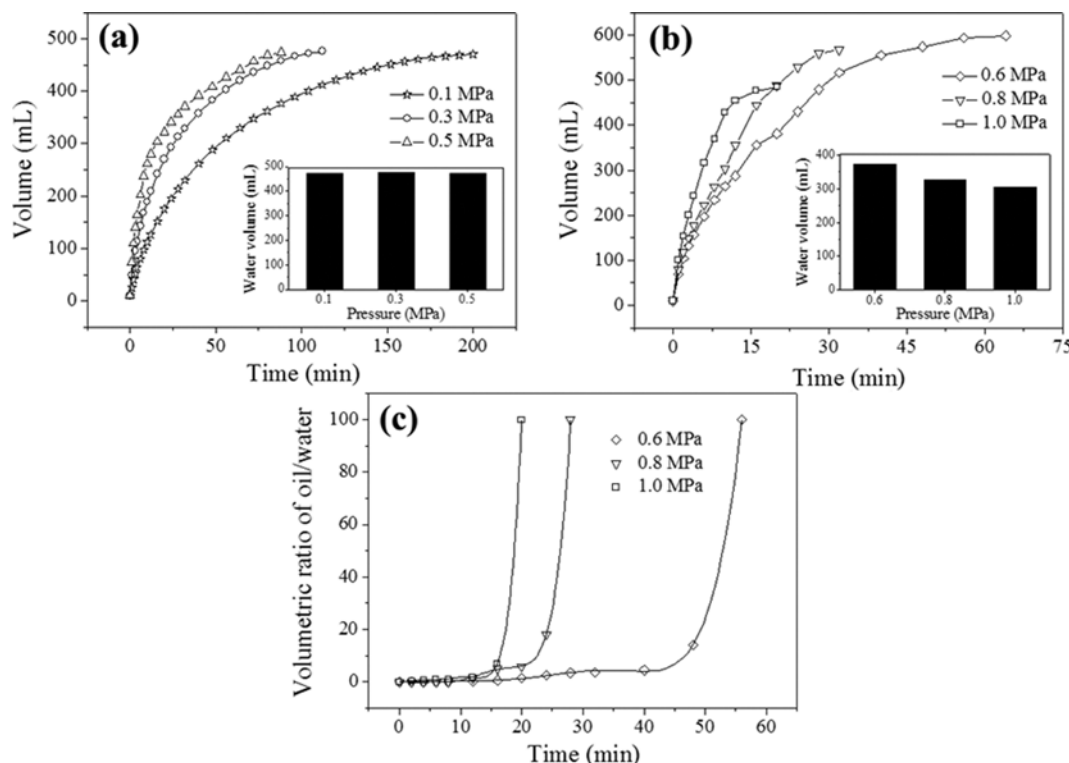 (a)
Volume (mL)
600
500
400
300
200
100
0
0.1 MPa
0.3 MPa
0.5 MPa
Water volume (mL)
500
400
300
200
100
0
0.1 0.3 0.5
Pressure (MPa)
0 50 100 150 200
Time (min)
(b)
Volume (mL)
600
500
400
300
200
100
0
0.6 MPa
0.8 MPa
1.0 MPa
Water volume (mL)
400
300
200
100
0
0.6 0.8 1.0
Pressure (MPa)
0 15 30 45 60 75
Time (min)
(c)
Volumetric ratio of oil/water
100
80
60
40
20
0
0.6 MPa
0.8 MPa
1.0 MPa
0 10 20 30 40 50 60
Time (min)